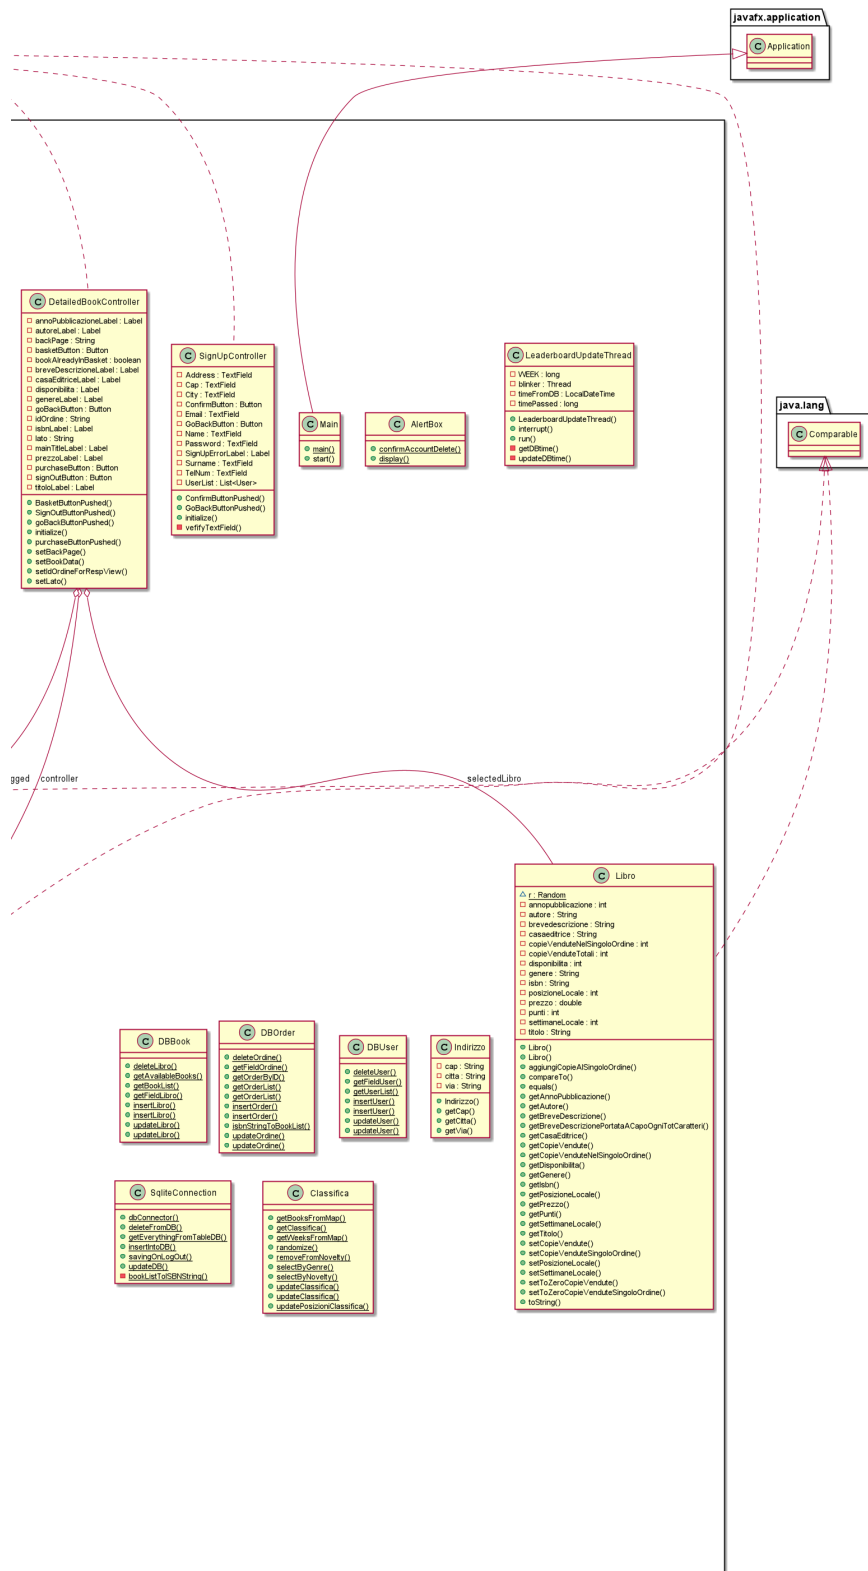 javafx.application
C Application
C DetailedBookController
annoPubblicazioneLabel : Label
autoreLabel : Label
backPage : String
basketButton : Button
bookAlreadyInBasket : boolean
breveDescrizioneLabel : Label
casaEditriceLabel : Label
disponibilita : Label
genereLabel : Label
goBackButton : Button
idOrdine : String
isbnLabel : Label
lato : String
mainTitleLabel : Label
prezzoLabel : Label
purchaseButton : Button
signOutButton : Button
titoloLabel : Label
BasketButtonPushed()
SignOutButtonPushed()
goBackButtonPushed()
initialize()
purchaseButtonPushed()
setBackPage()
setBookData()
setIdOrdineForRespView()
setLato()
C SignUpController
Address : TextField
Cap : TextField
City : TextField
ConfirmButton : Button
Email : TextField
GoBackButton : Button
Name : TextField
Password : TextField
SignUpErrorLabel : Label
Surname : TextField
TelNum : TextField
UserList : List<User>
ConfirmButtonPushed()
GoBackButtonPushed()
initialize()
vefifyTextField()
C Main
main()
start()
C AlertBox
confirmAccountDelete()
display()
C LeaderboardUpdateThread
WEEK : long
blinker : Thread
timeFromDB : LocalDateTime
timePassed : long
LeaderboardUpdateThread()
interrupt()
run()
getDBtime()
updateDBtime()
java.lang
C Comparable
gged
controller
selectedLibro
C Libro
r : Random
annopubblicazione : int
autore : String
brevedescrizione : String
casaeditrice : String
copieVenduteNelSingoloOrdine : int
copieVenduteTotali : int
disponibilita : int
genere : String
isbn : String
posizioneLocale : int
prezzo : double
punti : int
settimaneLocale : int
titolo : String
Libro()
Libro()
aggiungiCopieAlSingoloOrdine()
compareTo()
equals()
getAnnoPubblicazione()
getAutore()
getBreveDescrizione()
getBreveDescrizionePortataACapoOgniTotCaratteri()
getCasaEditrice()
getCopieVendute()
getCopieVenduteNelSingoloOrdine()
getDisponibilita()
getGenere()
getIsbn()
getPosizioneLocale()
getPrezzo()
getPunti()
getSettimaneLocale()
getTitolo()
setCopieVendute()
setCopieVenduteSingoloOrdine()
setPosizioneLocale()
setSettimaneLocale()
setToZeroCopieVendute()
setToZeroCopieVenduteSingoloOrdine()
toString()
C DBBook
deleteLibro()
getAvailableBooks()
getBookList()
getFieldLibro()
insertLibro()
insertLibro()
updateLibro()
updateLibro()
C DBOrder
deleteOrdine()
getFieldOrdine()
getOrderByID()
getOrderList()
getOrderList()
insertOrder()
insertOrder()
isbnStringToBookList()
updateOrdine()
updateOrdine()
C DBUser
deleteUser()
getFieldUser()
getUserList()
insertUser()
insertUser()
updateUser()
updateUser()
C Indirizzo
cap : String
citta : String
via : String
Indirizzo()
getCap()
getCitta()
getVia()
C SqliteConnection
dbConnector()
deleteFromDB()
getEverythingFromTableDB()
insertIntoDB()
savingOnLogOut()
updateDB()
bookListToISBNString()
C Classifica
getBooksFromMap()
getClassifica()
getWeeksFromMap()
randomize()
removeFromNovelty()
selectByGenre()
selectByNovelty()
updateClassifica()
updateClassifica()
updatePosizioniClassifica()